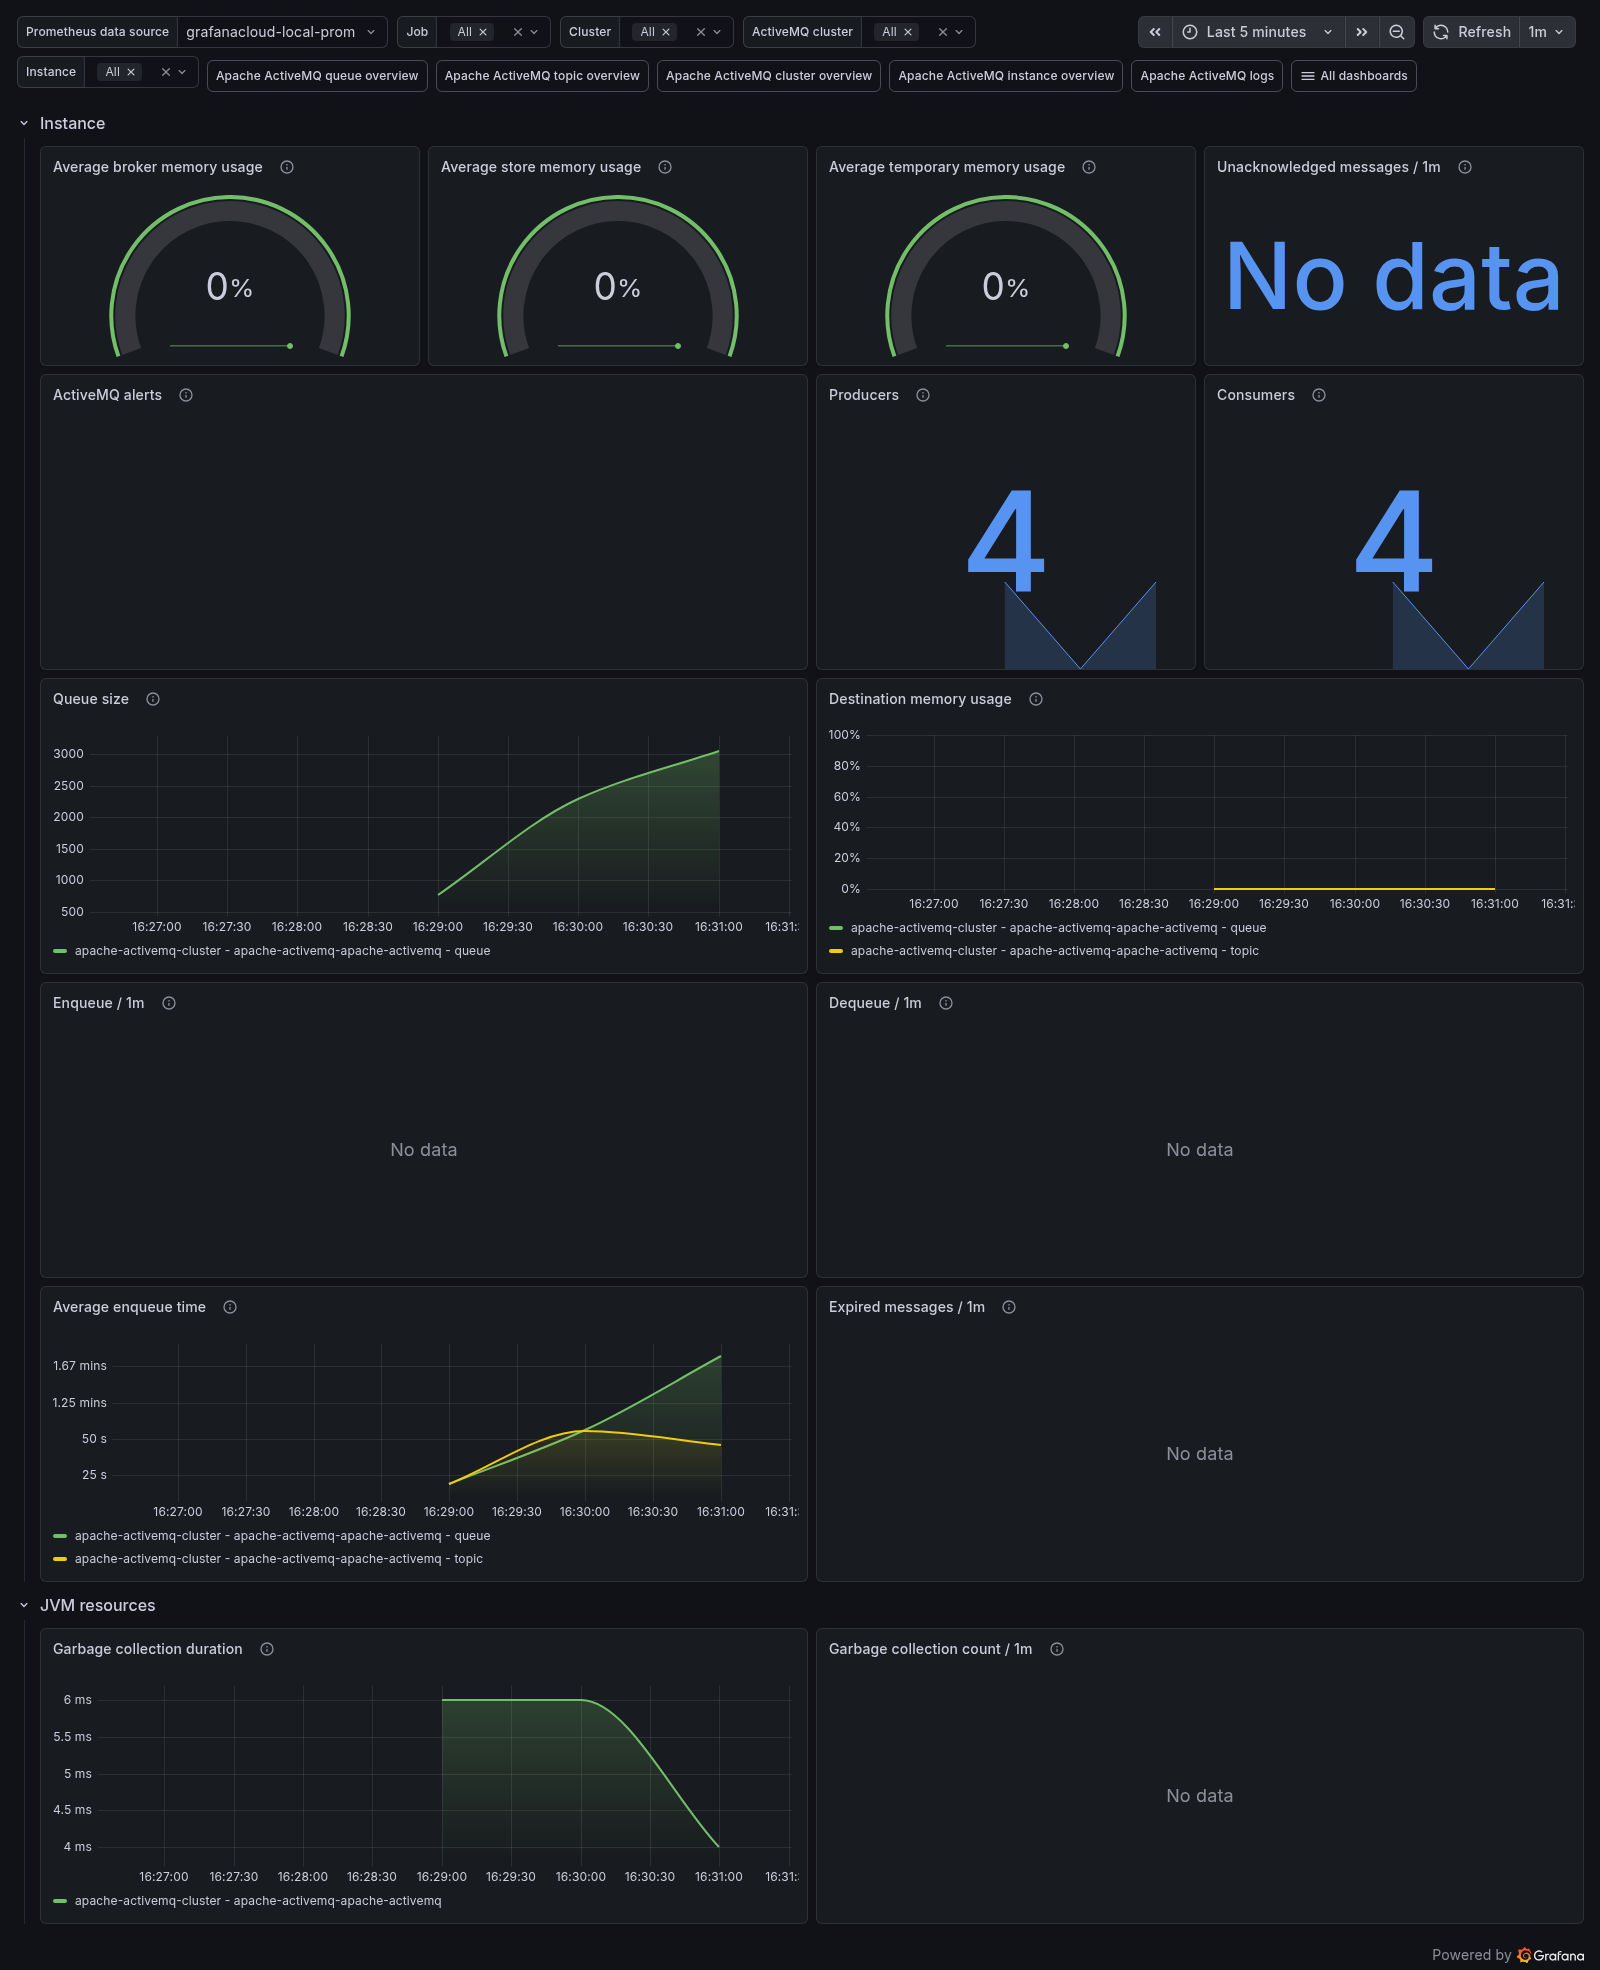 Prometheus data source grafanacloud-local-prom Job All Cluster All ActiveMQ cluster All Last 5 minutes Refresh 1m
Instance All Apache ActiveMQ queue overview Apache ActiveMQ topic overview Apache ActiveMQ cluster overview Apache ActiveMQ instance overview Apache ActiveMQ logs All dashboards
Instance
Average broker memory usage
0%
Average store memory usage
0%
Average temporary memory usage
0%
Unacknowledged messages / 1m
No data
ActiveMQ alerts
Producers
4
Consumers
4
Queue size
3000
2500
2000
1500
1000
500
16:27:00 16:27:30 16:28:00 16:28:30 16:29:00 16:29:30 16:30:00 16:30:30 16:31:00 16:31:
apache-activemq-cluster - apache-activemq-apache-activemq - queue
Destination memory usage
100%
80%
60%
40%
20%
0%
16:27:00 16:27:30 16:28:00 16:28:30 16:29:00 16:29:30 16:30:00 16:30:30 16:31:00 16:31:
apache-activemq-cluster - apache-activemq-apache-activemq - queue
apache-activemq-cluster - apache-activemq-apache-activemq - topic
Enqueue / 1m
No data
Dequeue / 1m
No data
Average enqueue time
1.67 mins
1.25 mins
50 s
25 s
16:27:00 16:27:30 16:28:00 16:28:30 16:29:00 16:29:30 16:30:00 16:30:30 16:31:00 16:31:
apache-activemq-cluster - apache-activemq-apache-activemq - queue
apache-activemq-cluster - apache-activemq-apache-activemq - topic
Expired messages / 1m
No data
JVM resources
Garbage collection duration
6 ms
5.5 ms
5 ms
4.5 ms
4 ms
16:27:00 16:27:30 16:28:00 16:28:30 16:29:00 16:29:30 16:30:00 16:30:30 16:31:00 16:31:
apache-activemq-cluster - apache-activemq-apache-activemq
Garbage collection count / 1m
No data
Powered by Grafana